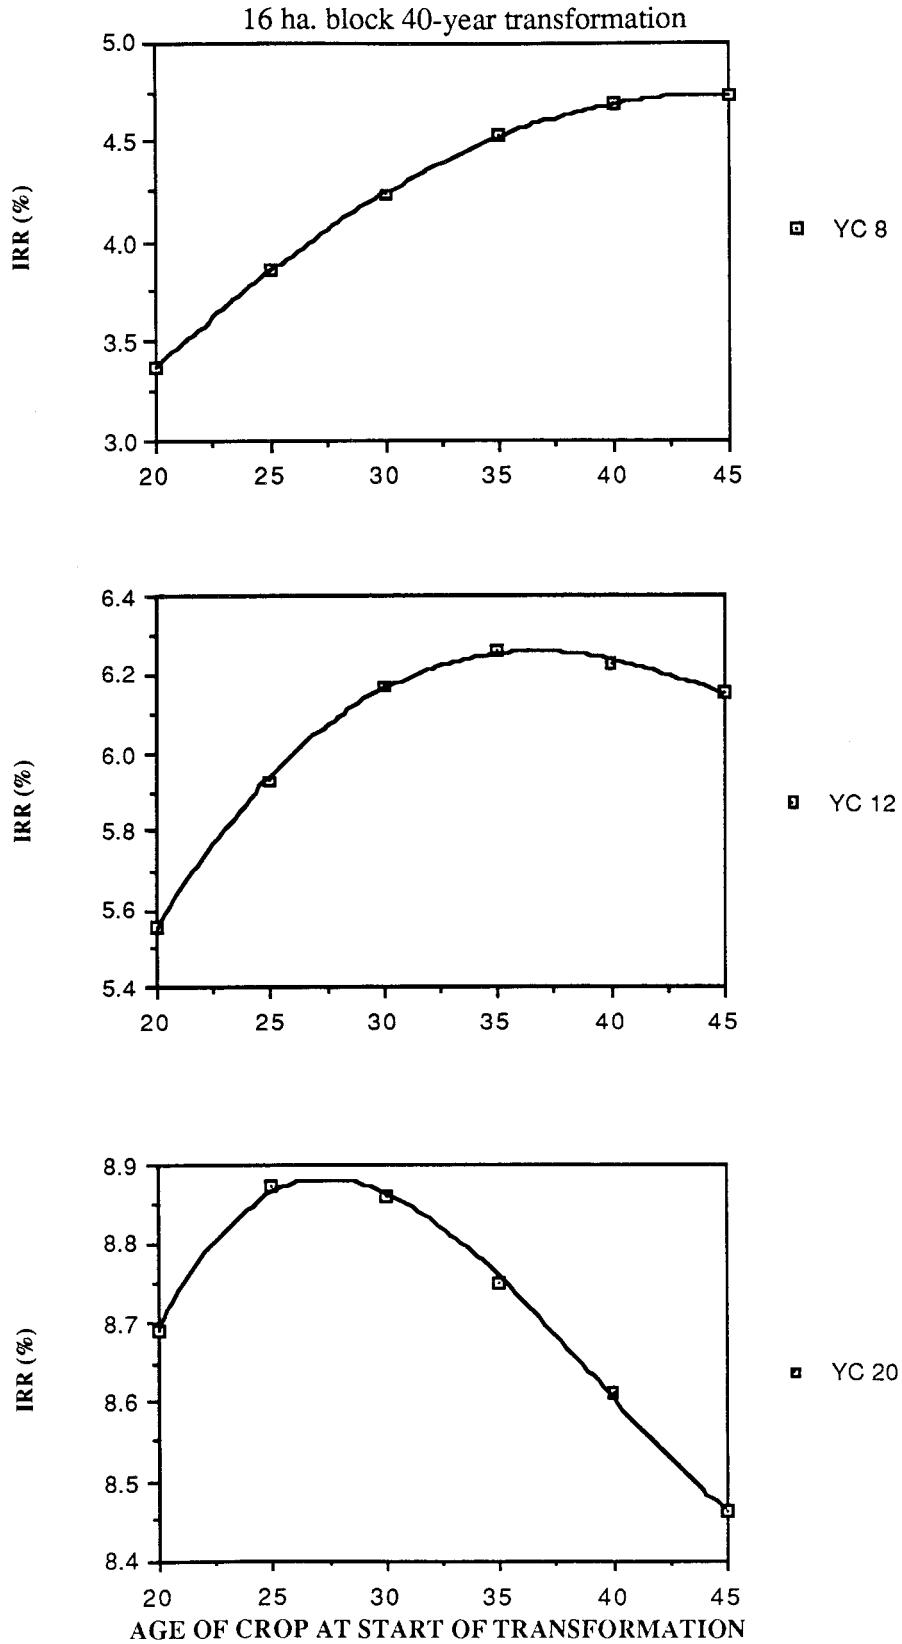 16 ha. block 40-year transformation
5.0
4.5
4.0
3.5
3.0
IRR (%)
YC 8
20 25 30 35 40 45
6.4
6.2
6.0
5.8
5.6
5.4
IRR (%)
YC 12
20 25 30 35 40 45
8.9
8.8
8.7
8.6
8.5
8.4
IRR (%)
YC 20
20 25 30 35 40 45
AGE OF CROP AT START OF TRANSFORMATION